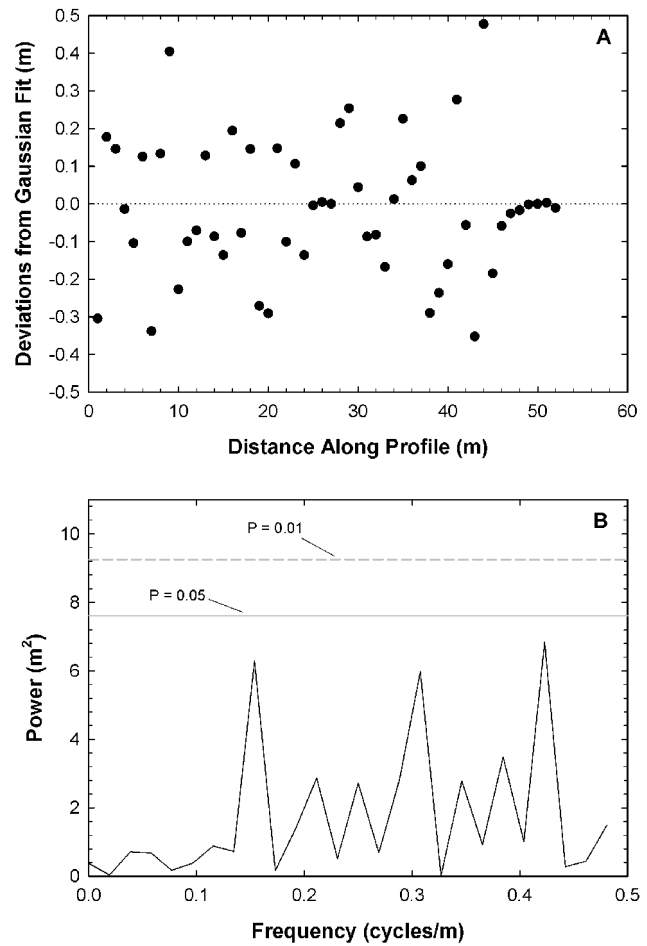 A
Deviations from Gaussian Fit (m)
0.5
0.4
0.3
0.2
0.1
0.0
-0.1
-0.2
-0.3
-0.4
-0.5
0 10 20 30 40 50 60
Distance Along Profile (m)
B
P = 0.01
P = 0.05
Power (m²)
10
8
6
4
2
0
0.0 0.1 0.2 0.3 0.4 0.5
Frequency (cycles/m)